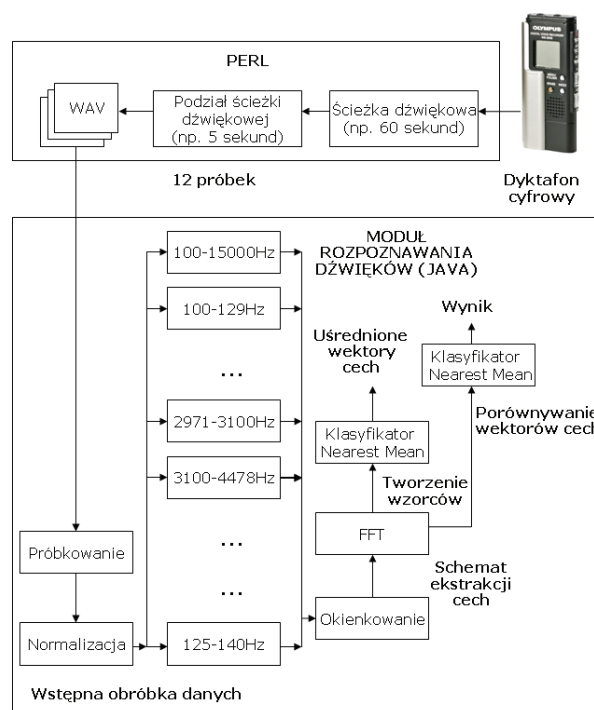 OLYMPUS
PERL
WAV
Podział ścieżki
dźwiękowej
(np. 5 sekund)
Ścieżka dźwiękowa
(np. 60 sekund)
12 próbek
Dyktafon
cyfrowy
MODUŁ
ROZPOZNAWANIA
DŹWIĘKÓW (JAVA)
100-15000Hz
100-129Hz
...
2971-3100Hz
3100-4478Hz
...
...
125-140Hz
Wynik
Uśrednione
wektory
cech
Klasyfikator
Nearest Mean
Porównywanie
wektorów cech
Klasyfikator
Nearest Mean
Tworzenie
wzorców
FFT
Schemat
ekstrakcji
cech
Okienkowanie
Próbkowanie
Normalizacja
Wstępna obróbka danych